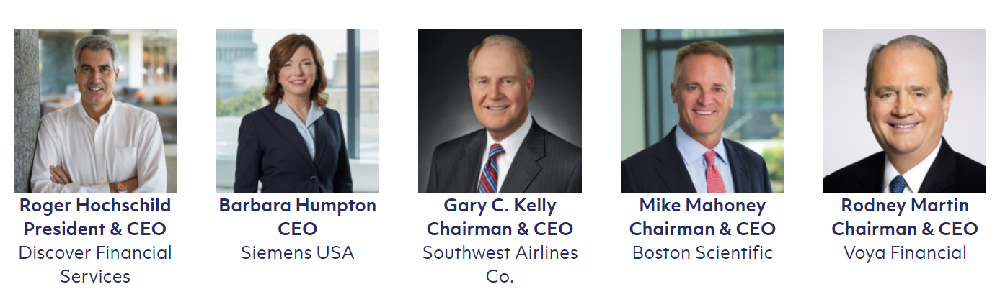 Roger Hochschild
President & CEO
Discover Financial
Services
Barbara Humpton
CEO
Siemens USA
Gary C. Kelly
Chairman & CEO
Southwest Airlines
Co.
Mike Mahoney
Chairman & CEO
Boston Scientific
Rodney Martin
Chairman & CEO
Voya Financial